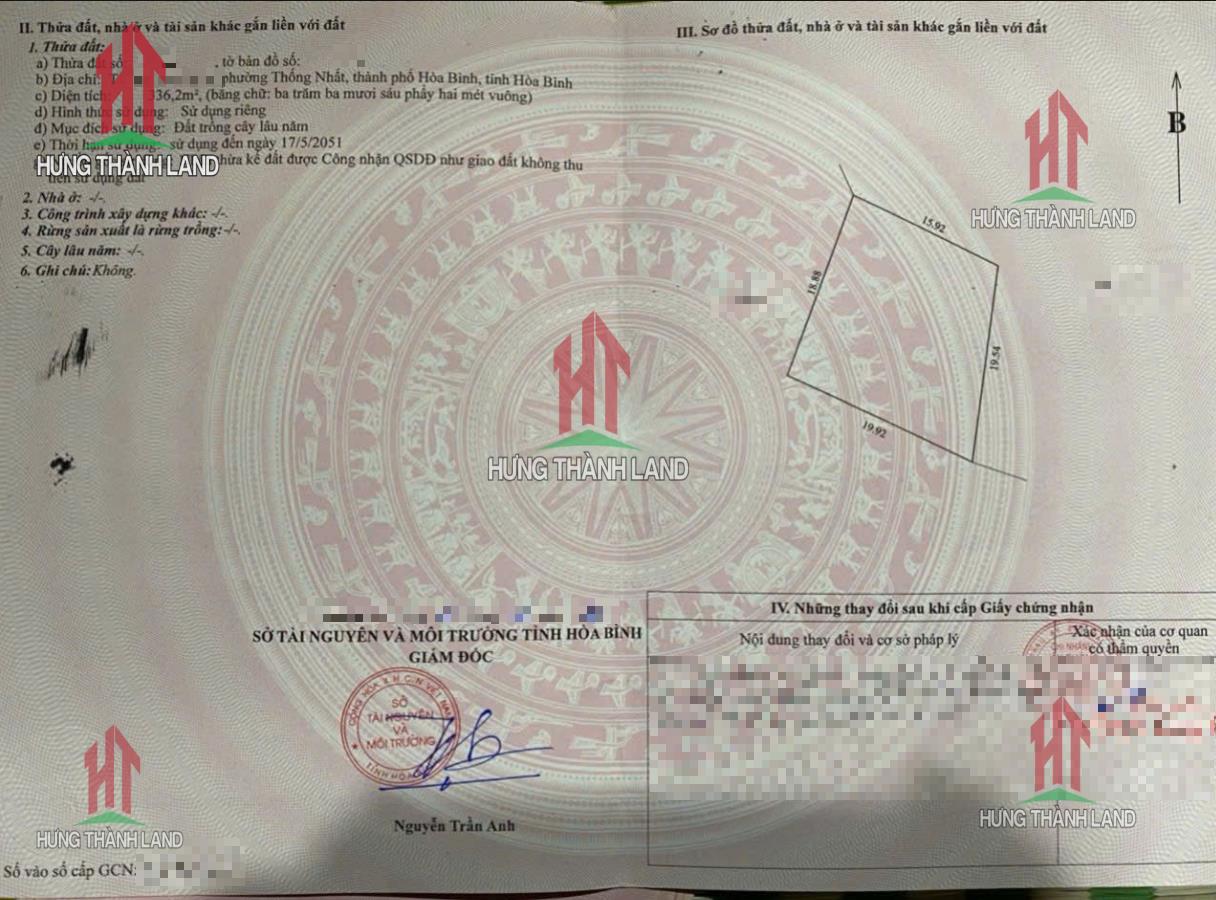 II. Thửa đất, nhà ở và tài sản khác gắn liền với đất
1. Thửa đất:
a) Thửa đất số , tờ bản đồ số:
b) Địa chỉ: phường Thống Nhất, thành phố Hòa Bình, tỉnh Hòa Bình
c) Diện tích: 336,2m², (bằng chữ: ba trăm ba mươi sáu phẩy hai mét vuông)
d) Hình thức sử dụng: Sử dụng riêng
đ) Mục đích sử dụng: Đất trồng cây lâu năm
e) Thời hạn sử dụng: sử dụng đến ngày 17/5/2051
thừa kế đất được Công nhận QSDĐ như giao đất không thu
tiền sử dụng đất
2. Nhà ở: -/-.
3. Công trình xây dựng khác: -/-.
4. Rừng sản xuất là rừng trồng: -/-.
5. Cây lâu năm: -/-.
6. Ghi chú: Không.
HƯNG THÀNH LAND
III. Sơ đồ thửa đất, nhà ở và tài sản khác gắn liền với đất
B
HƯNG THÀNH LAND
15.92
18.88
19.54
19.92
HƯNG THÀNH LAND
SỞ TÀI NGUYÊN VÀ MÔI TRƯỜNG TỈNH HÒA BÌNH
GIÁM ĐỐC
SỞ
TÀI NGUYÊN
VÀ
MÔI TRƯỜNG
Nguyễn Trần Anh
IV. Những thay đổi sau khi cấp Giấy chứng nhận
Nội dung thay đổi và cơ sở pháp lý
Xác nhận của cơ quan
có thẩm quyền
HƯNG THÀNH LAND
HƯNG THÀNH LAND
Số vào sổ cấp GCN: